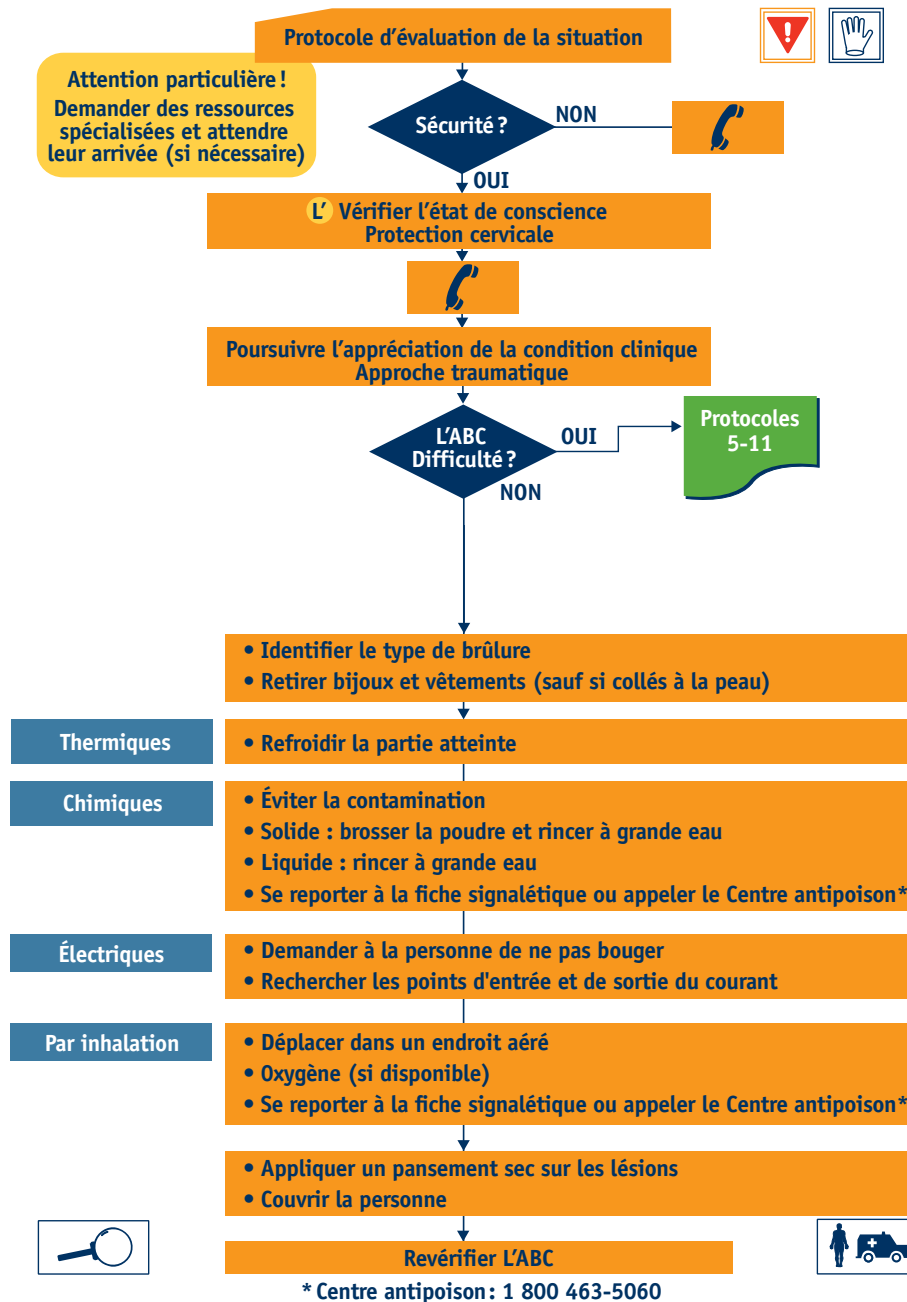 Protocole d'évaluation de la situation
Attention particulière !
Demander des ressources
spécialisées et attendre
leur arrivée (si nécessaire)
Sécurité ?
NON
OUI
L' Vérifier l'état de conscience
Protection cervicale
Poursuivre l'appréciation de la condition clinique
Approche traumatique
L'ABC
Difficulté ?
OUI
Protocoles
5-11
NON
• Identifier le type de brûlure
• Retirer bijoux et vêtements (sauf si collés à la peau)
Thermiques
• Refroidir la partie atteinte
Chimiques
• Éviter la contamination
• Solide : brosser la poudre et rincer à grande eau
• Liquide : rincer à grande eau
• Se reporter à la fiche signalétique ou appeler le Centre antipoison*
Électriques
• Demander à la personne de ne pas bouger
• Rechercher les points d'entrée et de sortie du courant
Par inhalation
• Déplacer dans un endroit aéré
• Oxygène (si disponible)
• Se reporter à la fiche signalétique ou appeler le Centre antipoison*
• Appliquer un pansement sec sur les lésions
• Couvrir la personne
Revérifier L'ABC
* Centre antipoison : 1 800 463-5060